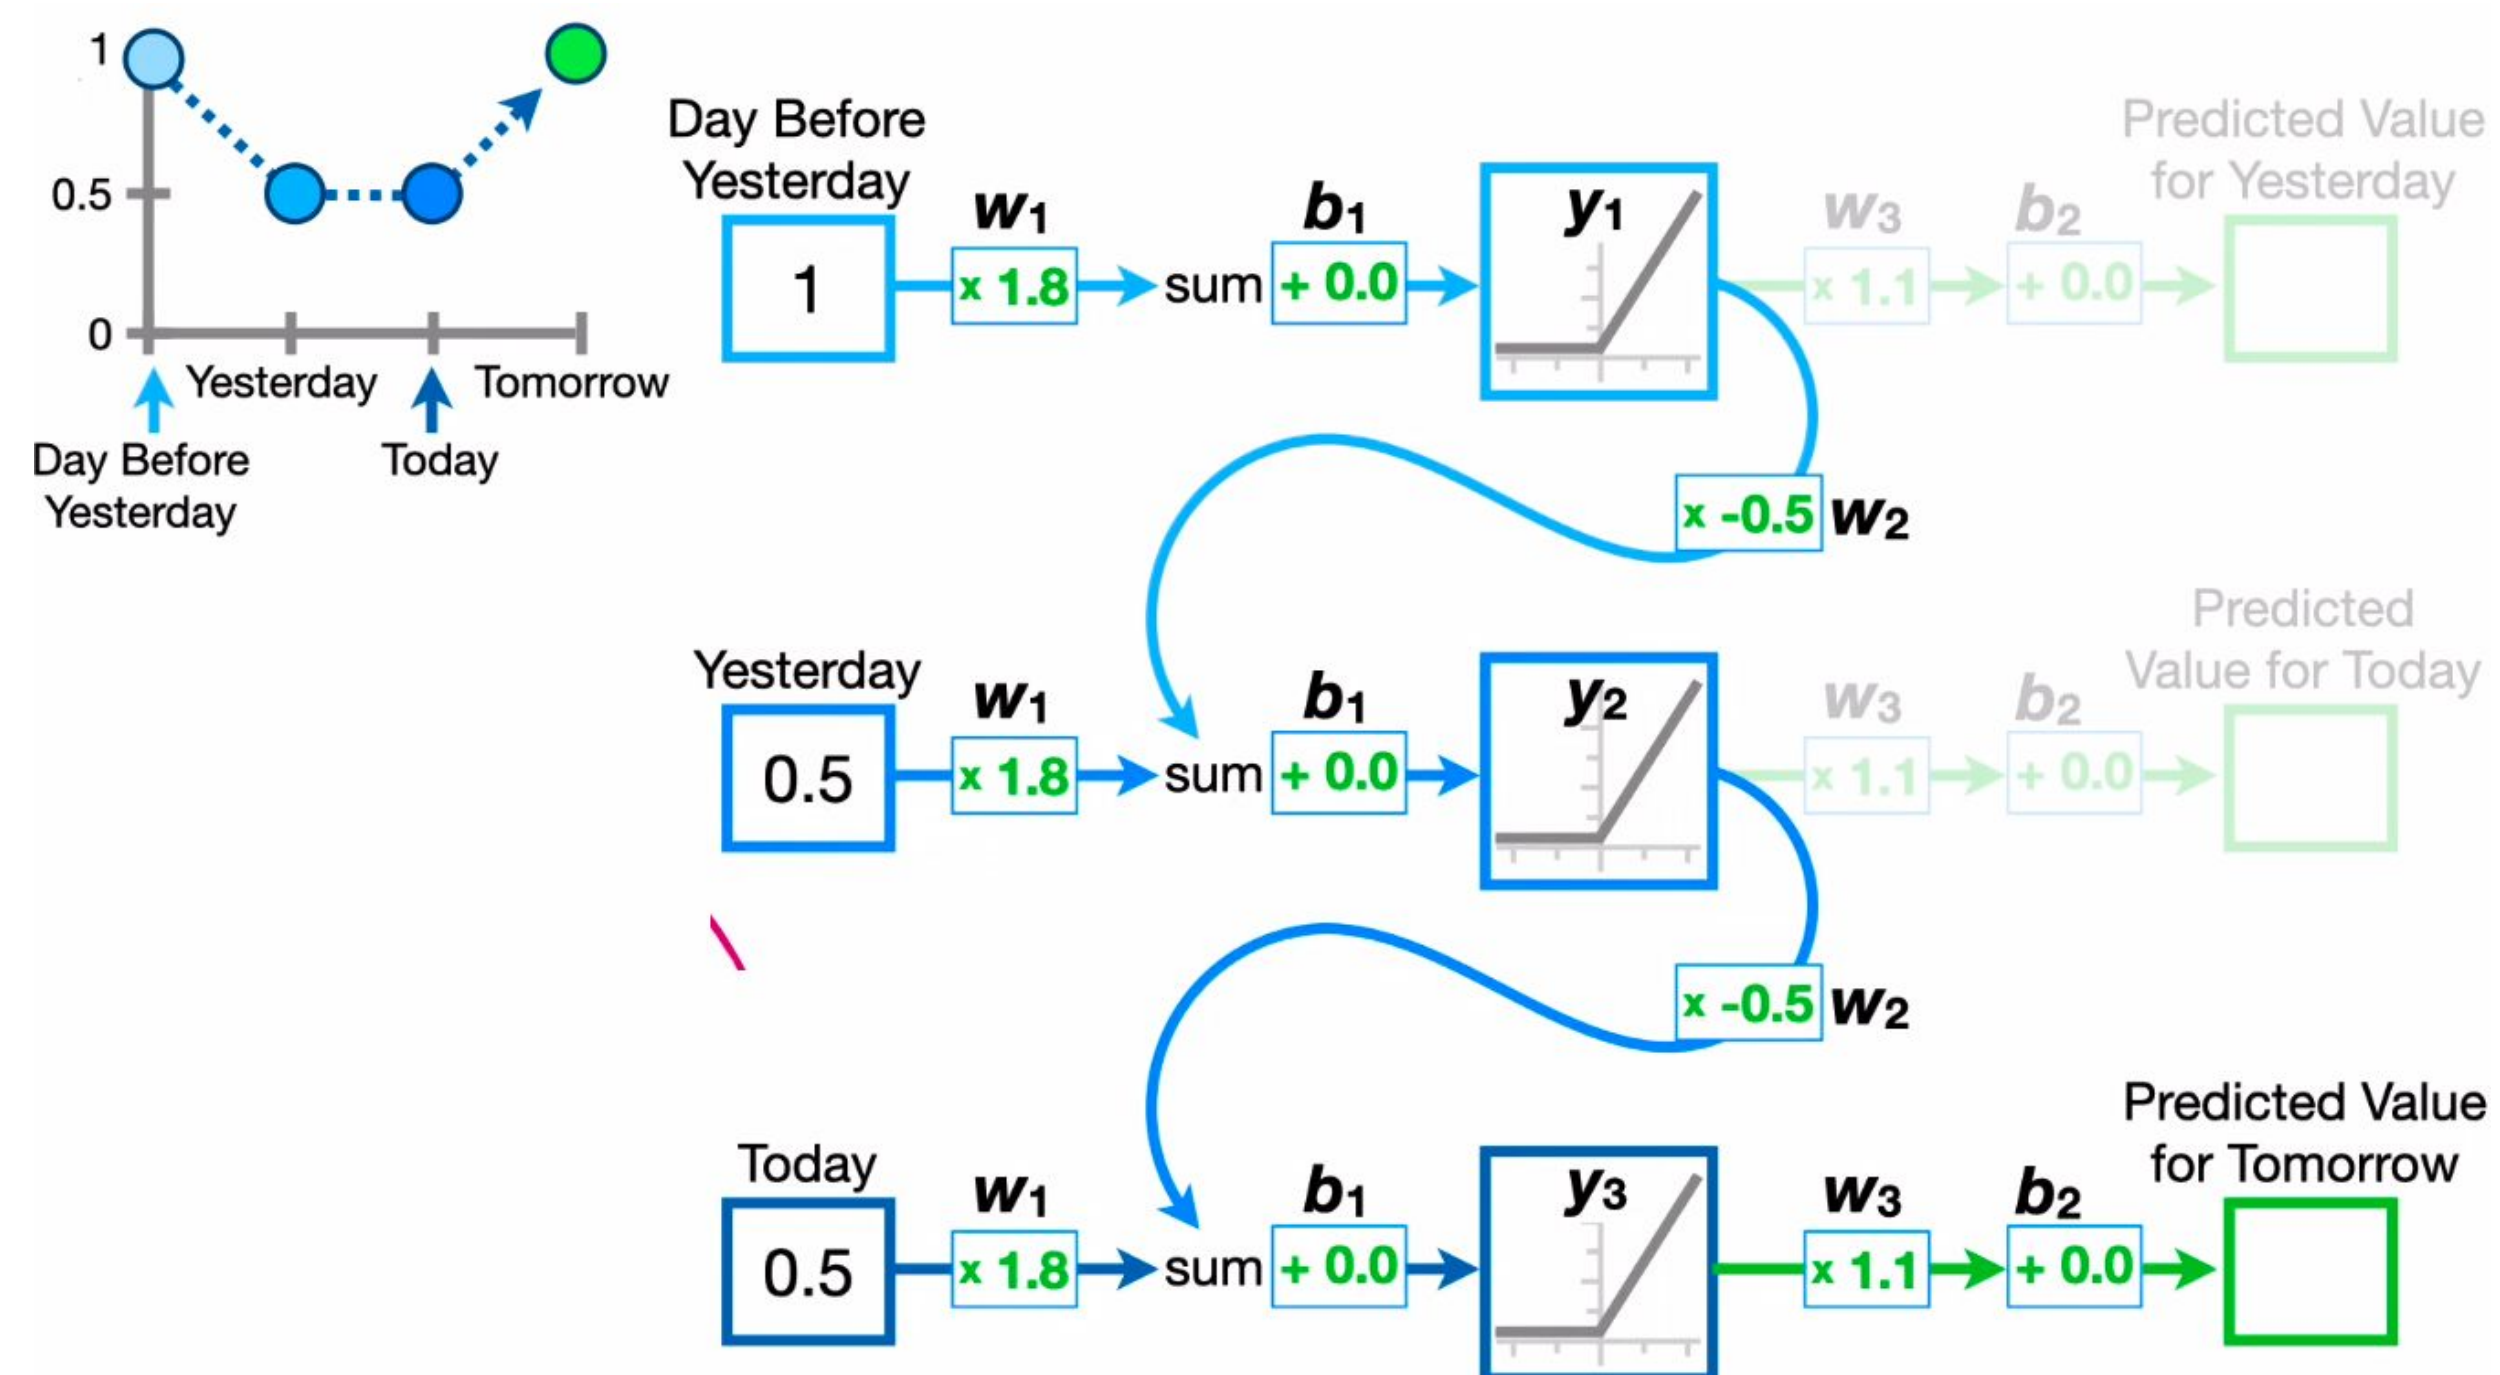 1
0.5
0
Yesterday
Tomorrow
Day Before
Yesterday
Today
Day Before
Yesterday
1
w1
x 1.8
sum
b1
+ 0.0
y1
w3
x 1.1
b2
+ 0.0
Predicted Value
for Yesterday
x -0.5 w2
Yesterday
0.5
w1
x 1.8
sum
b1
+ 0.0
y2
w3
x 1.1
b2
+ 0.0
Predicted
Value for Today
x -0.5 w2
Today
0.5
w1
x 1.8
sum
b1
+ 0.0
y3
w3
x 1.1
b2
+ 0.0
Predicted Value
for Tomorrow